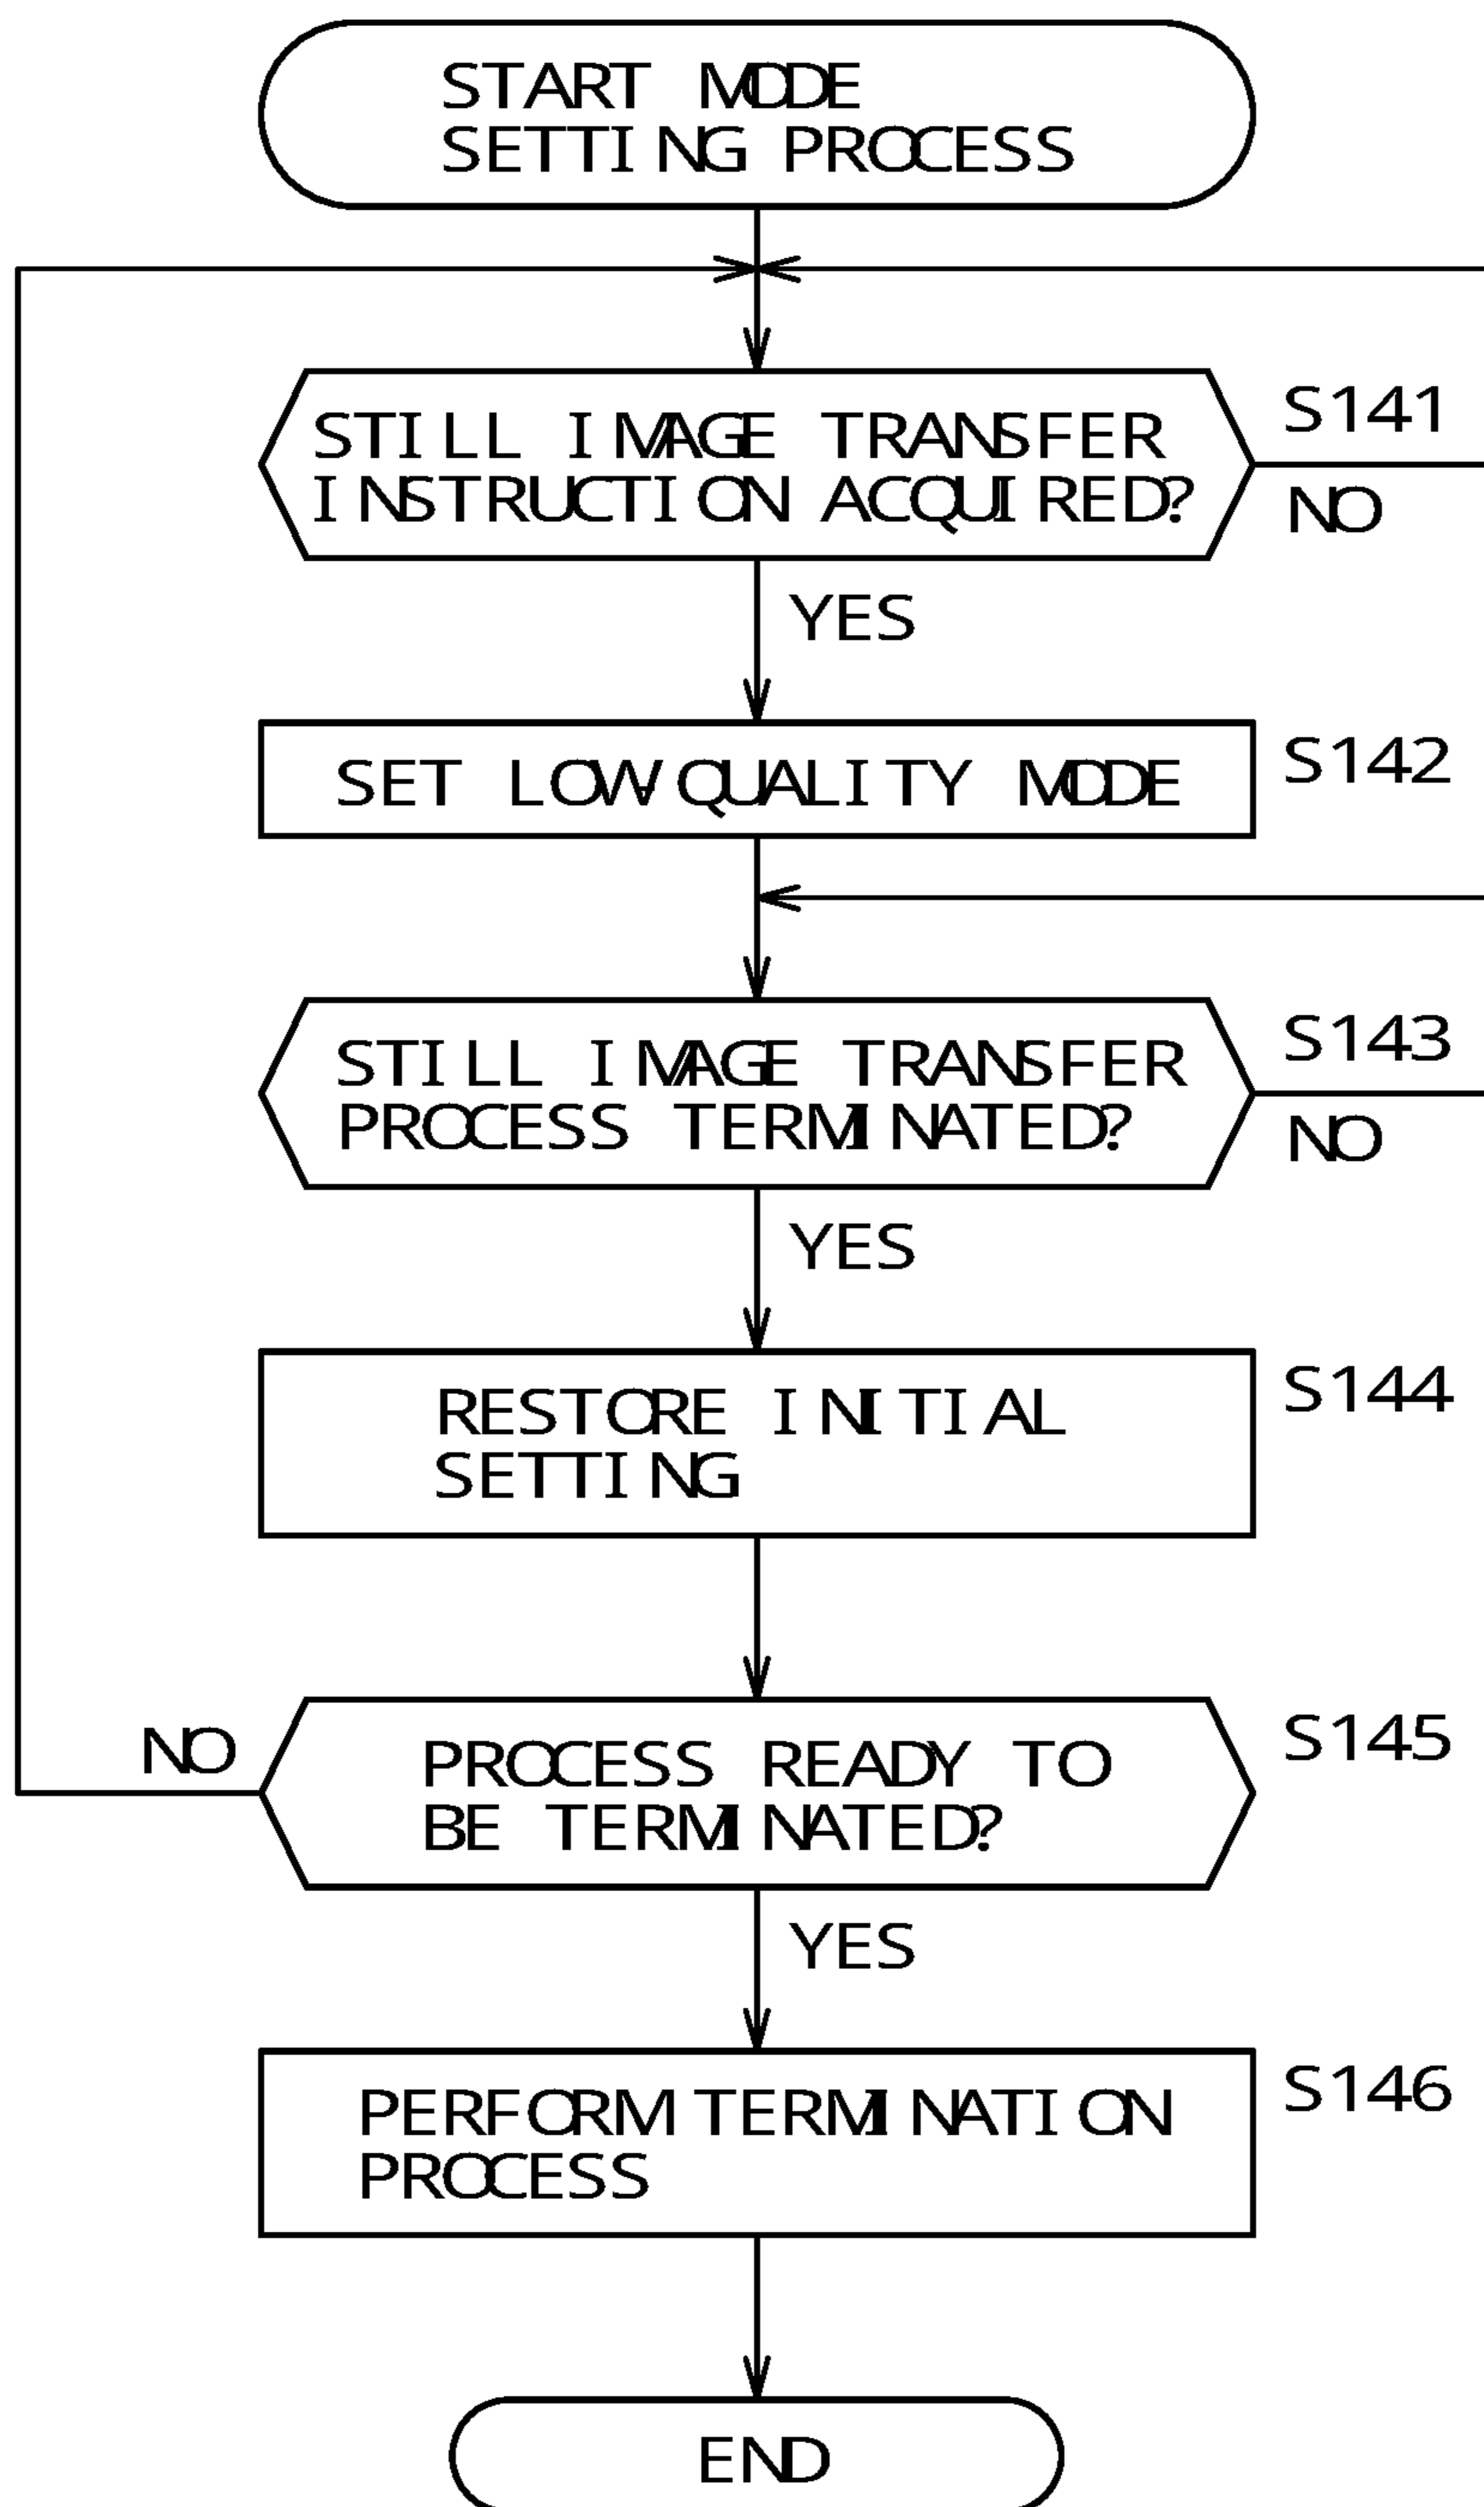 START MODE
SETTING PROCESS
STILL IMAGE TRANSFER
INSTRUCTION ACQUIRED?
S141
NO
YES
SET LOW-QUALITY MODE
S142
STILL IMAGE TRANSFER
PROCESS TERMINATED?
S143
NO
YES
RESTORE INITIAL
SETTING
S144
NO
PROCESS READY TO
BE TERMINATED?
S145
YES
PERFORM TERMINATION
PROCESS
S146
END